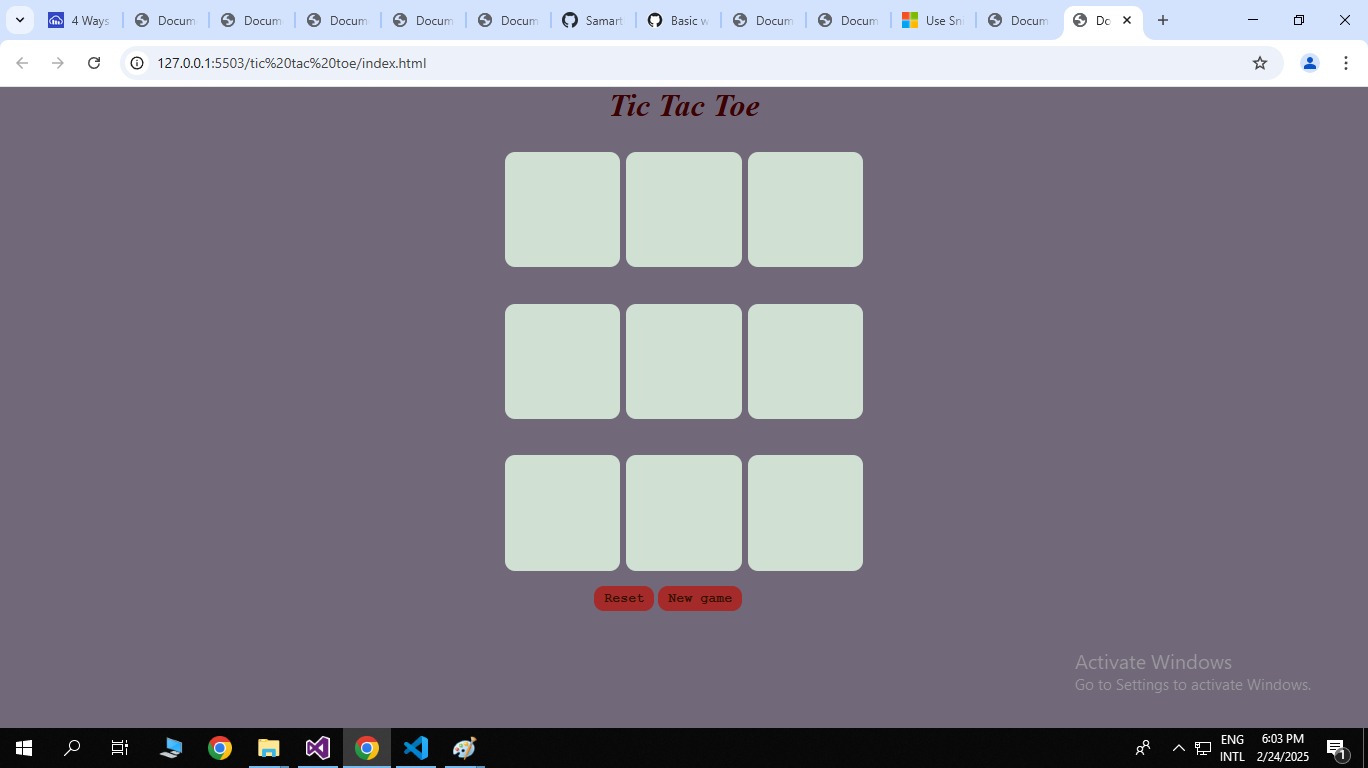 4 Ways
Docum
Docum
Docum
Docum
Docum
Samart
Basic w
Docum
Docum
Use Sni
Docum
Do
127.0.0.1:5503/tic%20tac%20toe/index.html
Tic Tac Toe
Reset
New game
Activate Windows
Go to Settings to activate Windows.
ENG
INTL
6:03 PM
2/24/2025
1